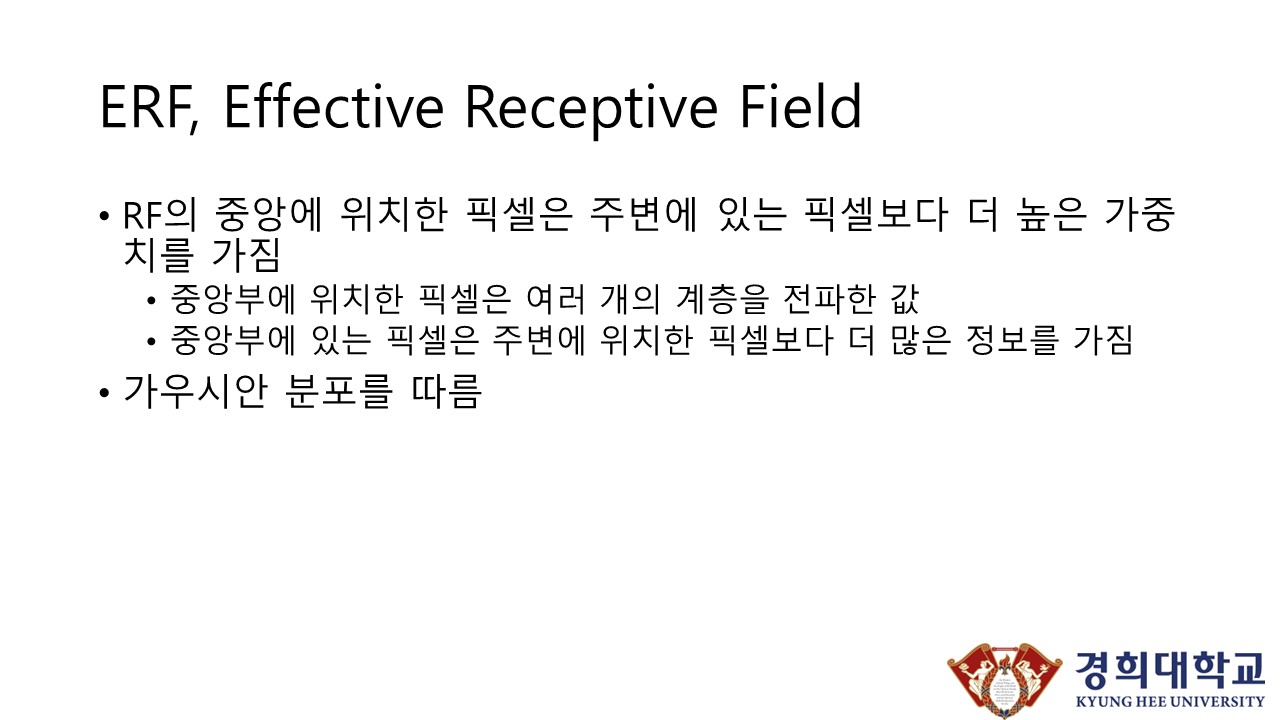 ERF, Effective Receptive Field
• RF의 중앙에 위치한 픽셀은 주변에 있는 픽셀보다 더 높은 가중
치를 가짐
• 중앙부에 위치한 픽셀은 여러 개의 계층을 전파한 값
• 중앙부에 있는 픽셀은 주변에 위치한 픽셀보다 더 많은 정보를 가짐
• 가우시안 분포를 따름
경희대학교
KYUNG HEE UNIVERSITY